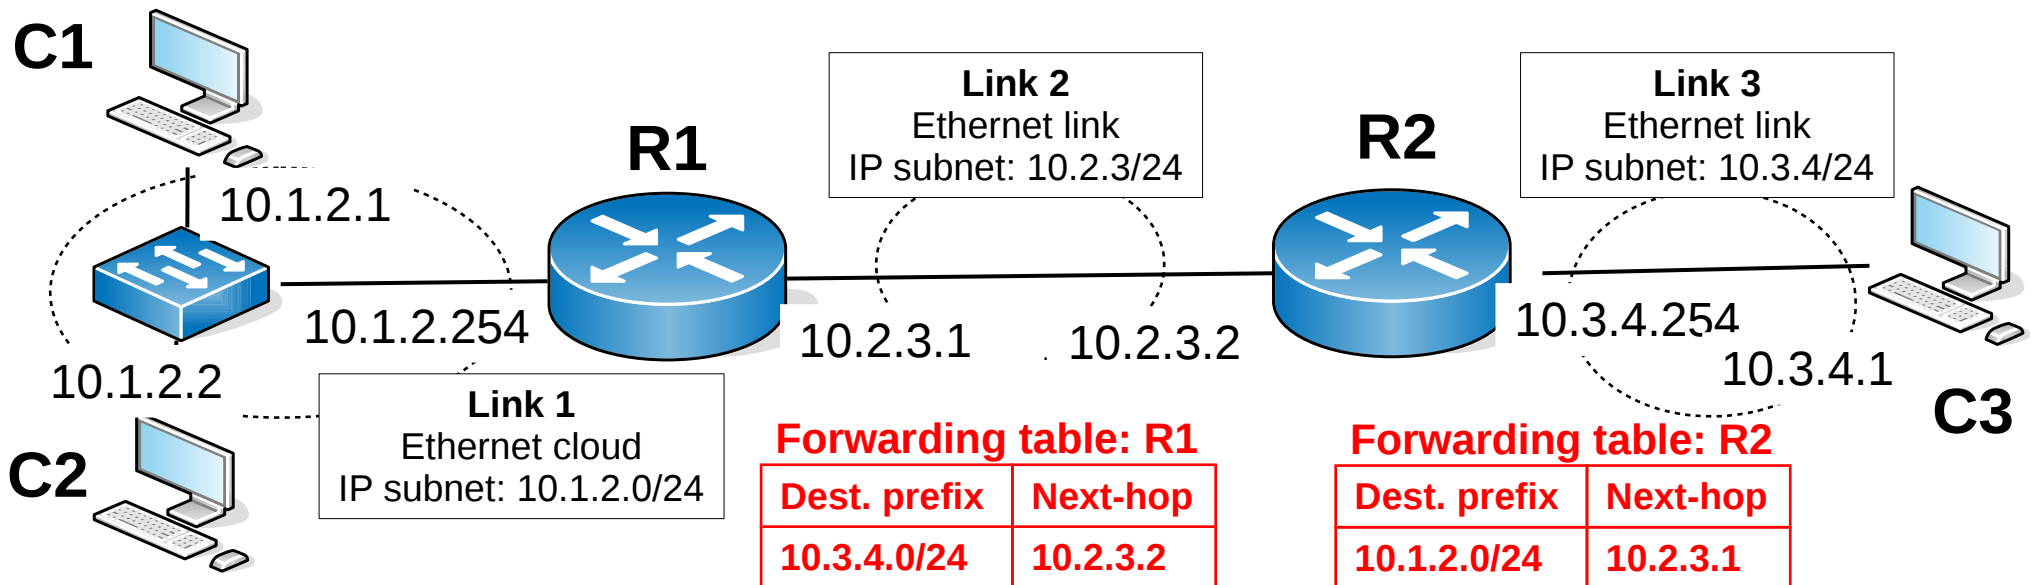 C1
10.1.2.1
10.1.2.254
10.1.2.2
C2
Link 1
Ethernet cloud
IP subnet: 10.1.2.0/24
R1
Link 2
Ethernet link
IP subnet: 10.2.3/24
10.2.3.1
10.2.3.2
R2
Link 3
Ethernet link
IP subnet: 10.3.4/24
10.3.4.254
10.3.4.1
C3
Forwarding table: R1
Dest. prefix Next-hop
10.3.4.0/24 10.2.3.2
Forwarding table: R2
Dest. prefix Next-hop
10.1.2.0/24 10.2.3.1